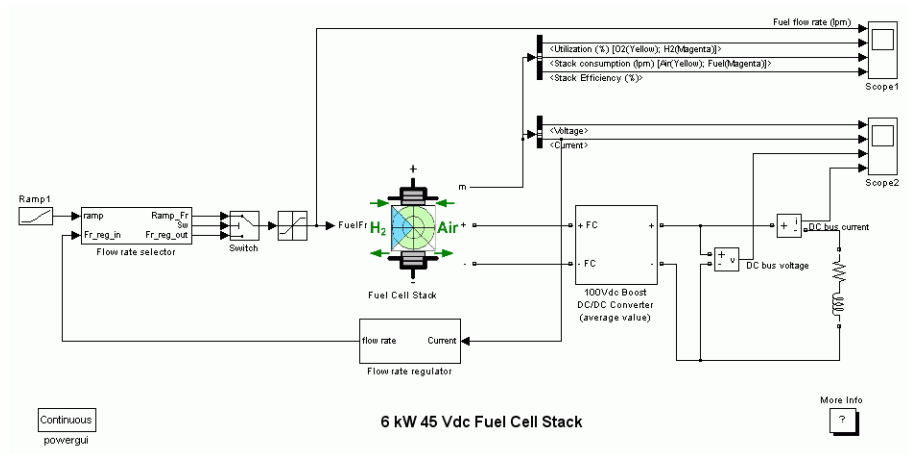 Fuel flow rate (lpm)
<Utilization (%) [O2(Yellow); H2(Magenta)]>
<Stack consumption (lpm) [Air(Yellow); Fuel(Magenta)]>
<Stack Efficiency (%)>
Scope1
<Voltage>
<Current>
Scope2
Ramp1
ramp
Ramp_Fr
Sw
Fr_reg_in
Fr_reg_out
Flow rate selector
Switch
FuelFr
+
H2
Air
-
m
+
-
Fuel Cell Stack
+ FC
+
- FC
-
100Vdc Boost
DC/DC Converter
(average value)
+ - i
DC bus current
+
- v
DC bus voltage
flow rate
Current
Flow rate regulator
Continuous
powergui
6 kW 45 Vdc Fuel Cell Stack
More Info
?